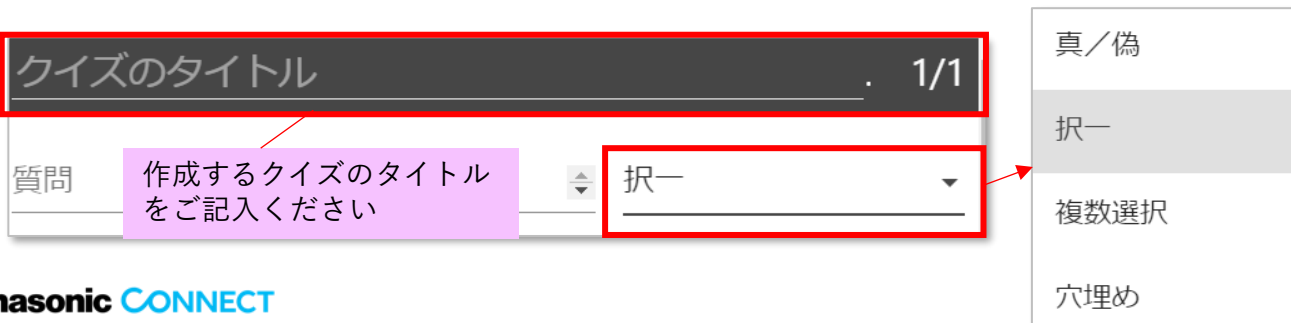 クイズのタイトル . 1/1
質問
作成するクイズのタイトル
をご記入ください
択一
真／偽
択一
複数選択
穴埋め
nasonic CONNECT